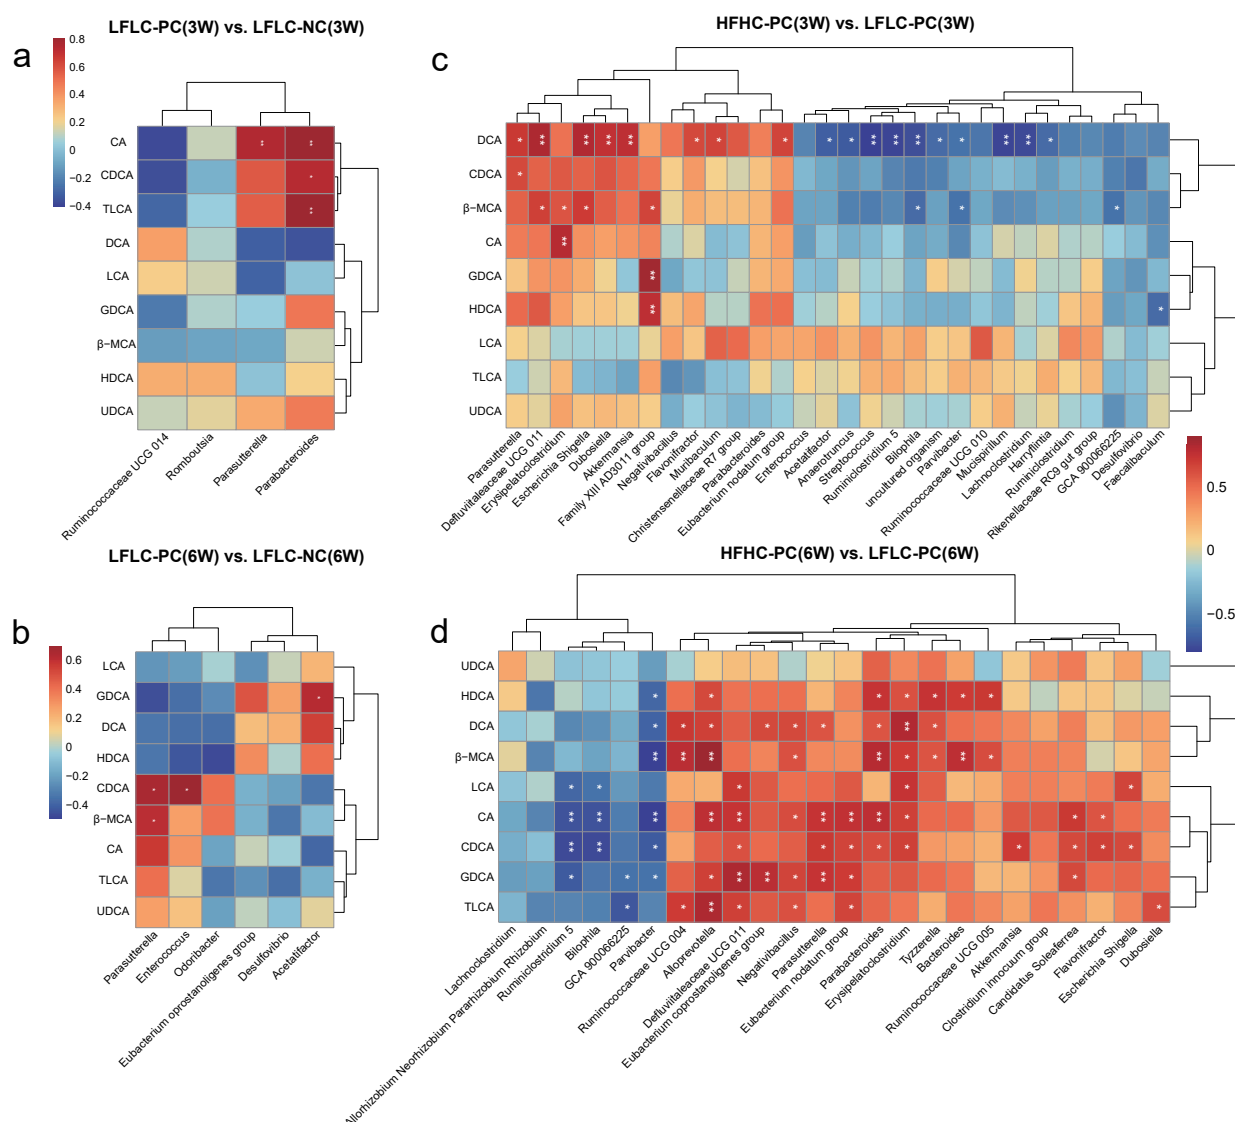 a
LFLC-PC(3W) vs. LFLC-NC(3W)
0.8
0.6
0.4
0.2
0
−0.2
−0.4
CA
CDCA
TLCA
DCA
LCA
GDCA
β−MCA
HDCA
UDCA
** **
*
**
Ruminococcaceae UCG 014
Romboutsia
Parasutterella
Parabacteroides
b
LFLC-PC(6W) vs. LFLC-NC(6W)
0.6
0.4
0.2
0
−0.2
−0.4
LCA
GDCA
DCA
HDCA
CDCA
β−MCA
CA
TLCA
UDCA
*
* *
*
Parasutterella
Enterococcus
Odoribacter
Eubacterium oprostanoligenes group
Desulfovibrio
Acetatifactor
c
HFHC-PC(3W) vs. LFLC-PC(3W)
DCA
CDCA
β−MCA
CA
GDCA
HDCA
LCA
TLCA
UDCA
* ** ** ** ** * * * * * ** ** ** * * ** ** *
*
* * * * * * *
**
**
** *
Parasutterella
Defluviitaleaceae UCG 011
Erysipelatoclostridium
Escherichia Shigella
Dubosiella
Akkermansia
Family XIII AD3011 group
Negativibacillus
Flavonifractor
Muribaculum
Christensenellaceae R7 group
Parabacteroides
Eubacterium nodatum group
Enterococcus
Acetatifactor
Anaerotruncus
Streptococcus
Ruminiclostridium 5
Bilophila
uncultured organism
Parvibacter
Ruminococcaceae UCG 010
Mucispirillum
Lachnoclostridium
Harryflintia
Ruminiclostridium
Rikenellaceae RC9 gut group
GCA 900066225
Desulfovibrio
Faecalibaculum
0.5
0
−0.5
d
HFHC-PC(6W) vs. LFLC-PC(6W)
UDCA
HDCA
DCA
β−MCA
LCA
CA
CDCA
GDCA
TLCA
* * ** * * * *
* * * * * * * ** *
** ** ** * ** * * ** *
* * * * *
** ** ** ** ** * ** ** ** * * *
** ** * * * * * * * * * * *
* * * * ** ** * ** * *
* * ** * * *
Lachnoclostridium
Allorhizobium Neorhizobium Pararhizobium Rhizobium
Ruminiclostridium 5
Bilophila
GCA 900066225
Parvibacter
Ruminococcaceae UCG 004
Alloprevotella
Defluviitaleaceae UCG 011
Eubacterium coprostanoligenes group
Negativibacillus
Parasutterella
Eubacterium nodatum group
Parabacteroides
Erysipelatoclostridium
Tyzzerella
Bacteroides
Ruminococcaceae UCG 005
Akkermansia
Clostridium innocuum group
Candidatus Soleaferrea
Flavonifractor
Escherichia Shigella
Dubosiella